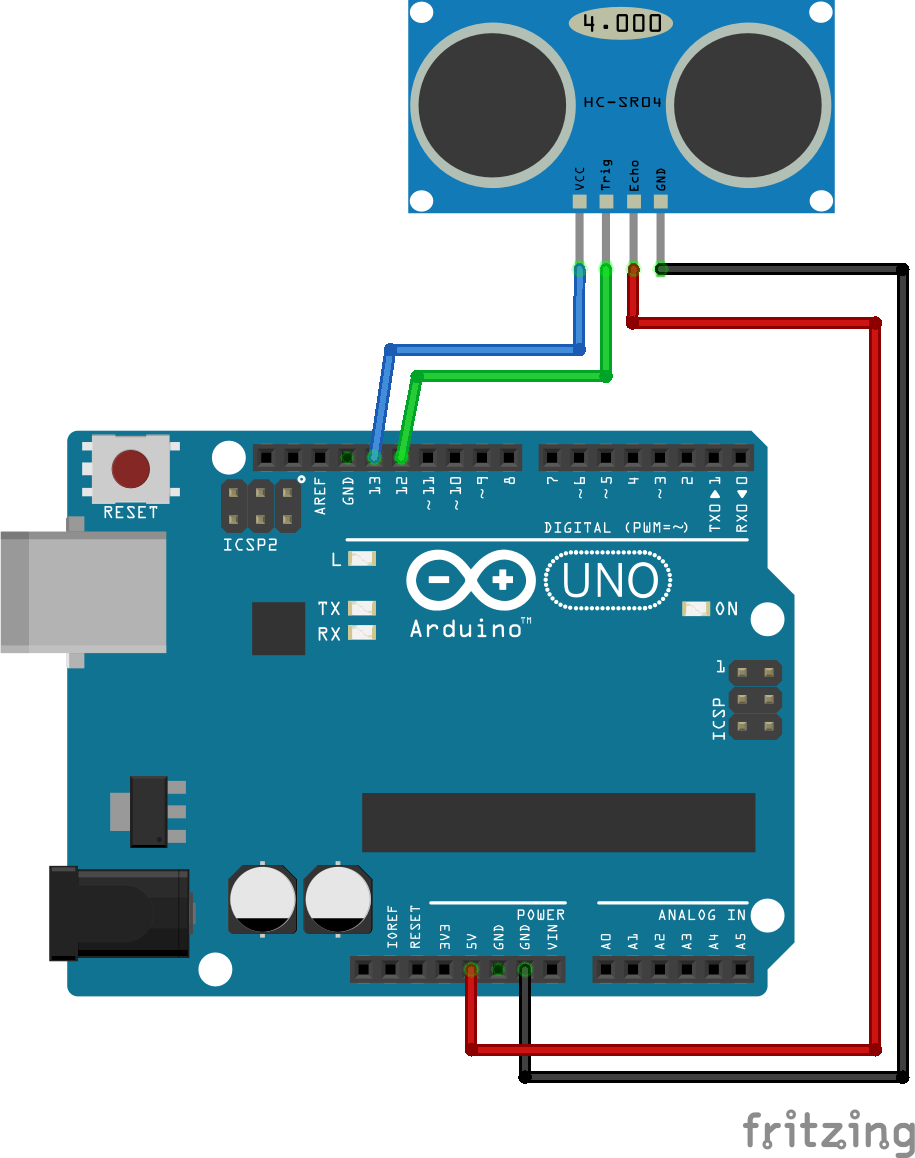 4.000
HC-SR04
VCC
Trig
Echo
GND
RESET
ICSP2
AREF
GND
13
12
~11
~10
~9
8
7
~6
~5
4
~3
2
TX0▶1
RX0◀0
DIGITAL (PWM=~)
L
TX
RX
UNO
Arduino™
ON
1
ICSP
POWER
ANALOG IN
IOREF
RESET
3V3
5V
GND
GND
VIN
A0
A1
A2
A3
A4
A5
fritzing